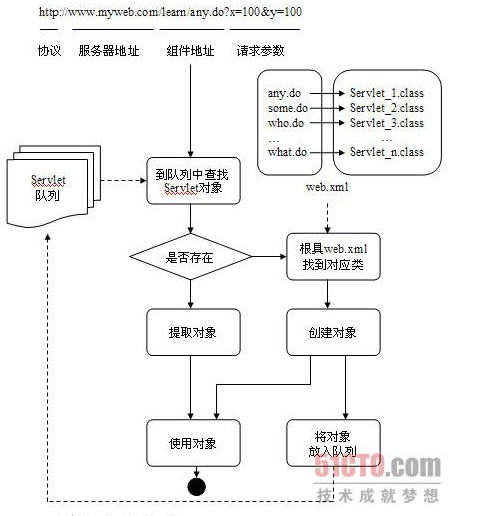 http://www.myweb.com/learn/any.do?x=100&y=100
协议 服务器地址 组件地址 请求参数
any.do Servlet_1.class
some.do Servlet_2.class
who.do Servlet_3.class
... ...
what.do Servlet_n.class
web.xml
Servlet
队列
到队列中查找
Servlet对象
是否存在
根具web.xml
找到对应类
提取对象
创建对象
使用对象
将对象
放入队列
51CTO.com
技术成就梦想